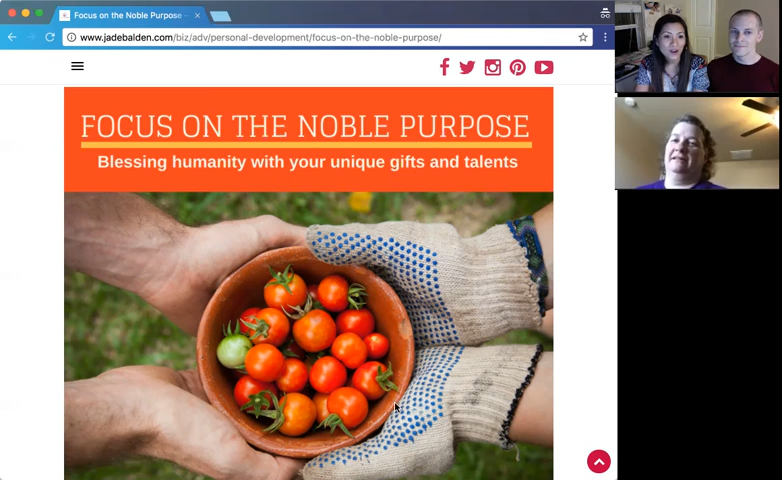 Focus on the Noble Purpose -
www.jadebalden.com/biz/adv/personal-development/focus-on-the-noble-purpose/
FOCUS ON THE NOBLE PURPOSE
Blessing humanity with your unique gifts and talents